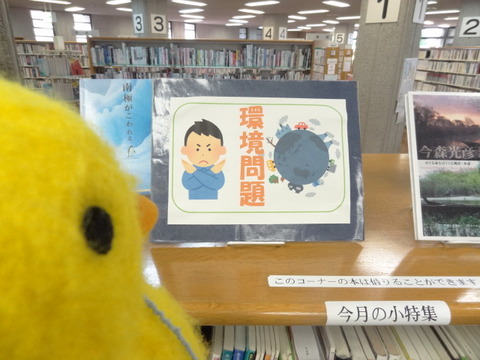 3 3
4 4
4 5
1
2
南極がこわれる
環境問題
今森光彦
このコーナーの本は借りることができます
今月の小特集